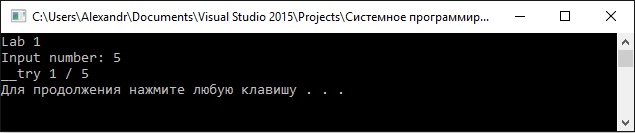 C:\Users\Alexandr\Documents\Visual Studio 2015\Projects\Системное программир...
Lab 1
Input number: 5
__try 1 / 5
Для продолжения нажмите любую клавишу . . .